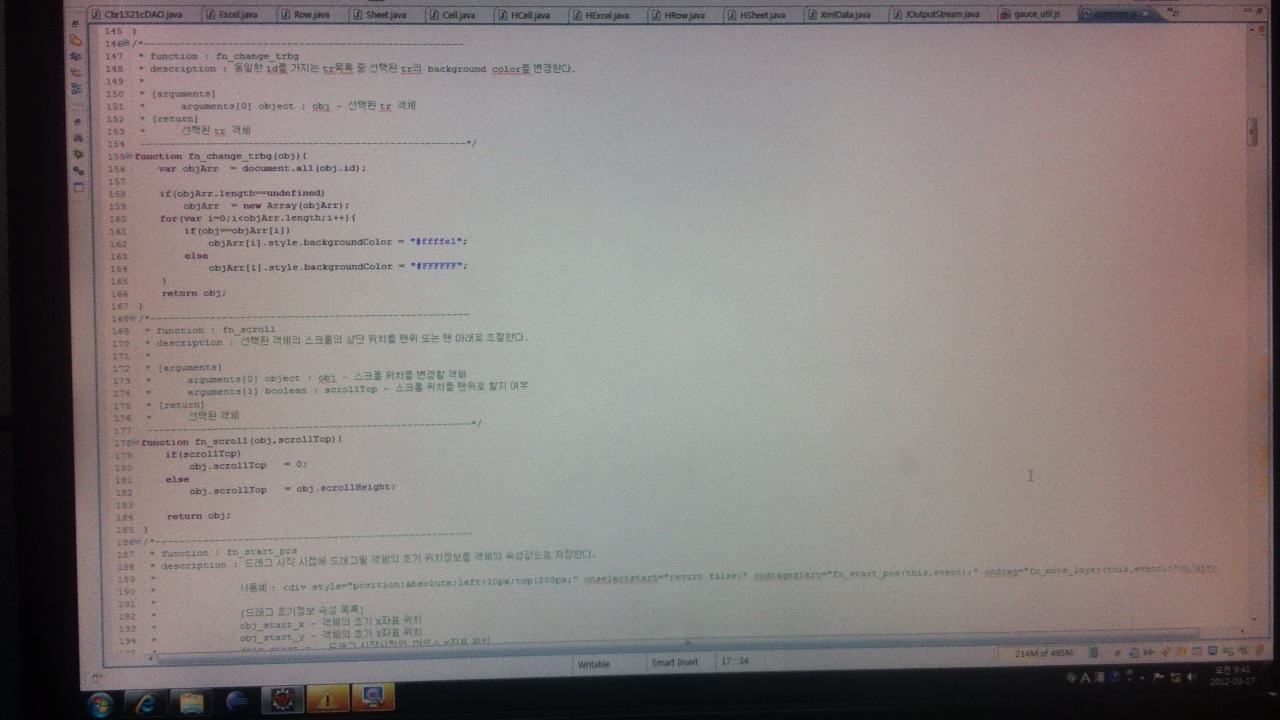 Cbr1321cDAO.java Excel.java Row.java Sheet.java Cell.java HCell.java HExcel.java HRow.java HSheet.java XmlData.java JOutputStream.java gauce_util.js common.js
145 }
146 /*------------------------------------------------------
147 * function : fn_change_trbg
148 * description : 동일한 id를 가지는 tr목록 중 선택된 tr의 background color를 변경한다.
149 *
150 * [arguments]
151 * arguments[0] object : obj - 선택된 tr 객체
152 * [return]
153 * 선택된 tr 객체
154 ------------------------------------------------------*/
155 function fn_change_trbg(obj){
156 var objArr = document.all(obj.id);
157
158 if(objArr.length==undefined)
159 objArr = new Array(objArr);
160 for(var i=0;i<objArr.length;i++){
161 if(obj==objArr[i])
162 objArr[i].style.backgroundColor = "#ffffe1";
163 else
164 objArr[i].style.backgroundColor = "#FFFFFF";
165 }
166 return obj;
167 }
168 /*------------------------------------------------------
169 * function : fn_scroll
170 * description : 선택된 객체의 스크롤의 상단 위치를 맨위 또는 맨 아래로 조절한다.
171 *
172 * [arguments]
173 * arguments[0] object : obj - 스크롤 위치를 변경할 객체
174 * arguments[1] boolean : scrollTop - 스크롤 위치를 맨위로 할지 여부
175 * [return]
176 * 선택된 객체
177 ------------------------------------------------------*/
178 function fn_scroll(obj,scrollTop){
179 if(scrollTop)
180 obj.scrollTop = 0;
181 else
182 obj.scrollTop = obj.scrollHeight;
183
184 return obj;
185 }
186 /*------------------------------------------------------
187 * function : fn_start_pos
188 * description : 드래그 시작 시점에 드래그될 객체의 초기 위치정보를 객체의 속성값으로 저장한다.
189 *
190 * 사용예 : <div style="position:absolute;left:10px;top:200px;" onselectstart="return false;" ondragstart="fn_start_pos(this,event);" ondrag="fn_move_layer(this,event);"></div>
191 *
192 * [드래그 초기정보 속성 목록]
193 * obj_start_x - 객체의 초기 X좌표 위치
194 * obj_start_y - 객체의 초기 Y좌표 위치
Writable Smart Insert 17 : 34 214M of 495M
A 漢 오전 9:41
2012-03-17